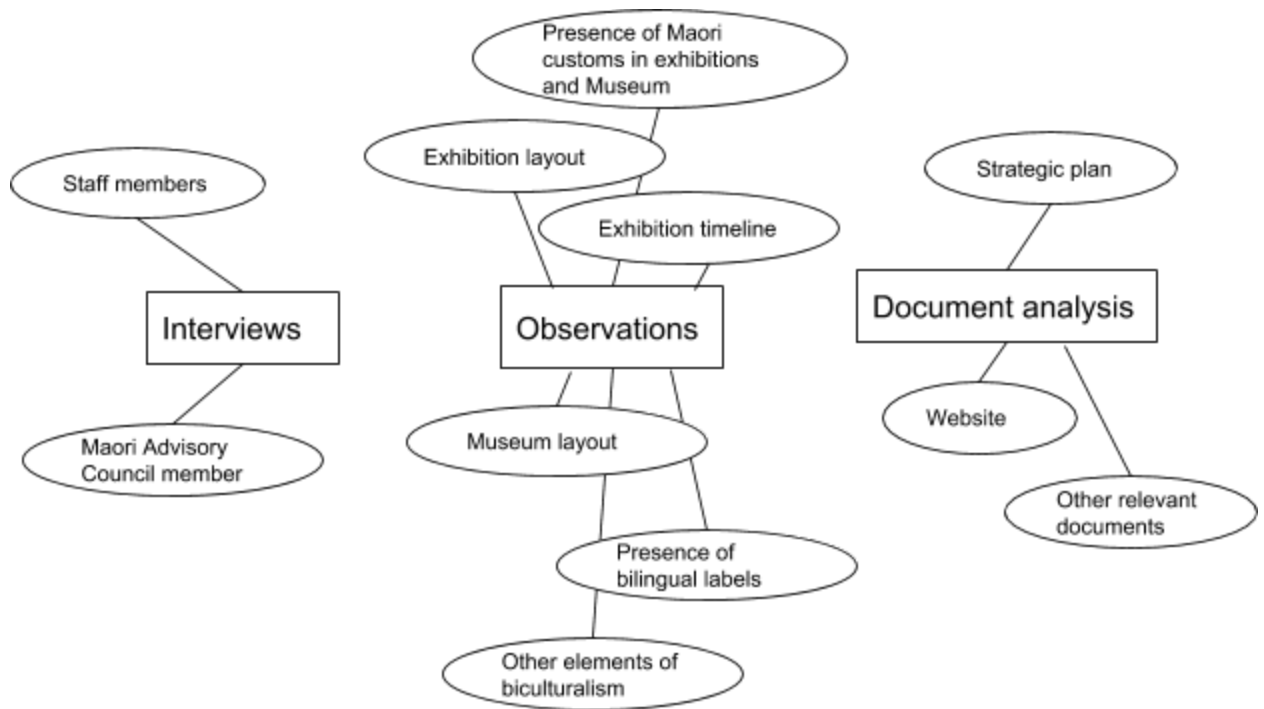 Presence of Maori
customs in exhibitions
and Museum
Exhibition layout
Staff members
Strategic plan
Exhibition timeline
Interviews
Observations
Document analysis
Maori Advisory
Council member
Museum layout
Website
Other relevant
documents
Presence of
bilingual labels
Other elements of
biculturalism